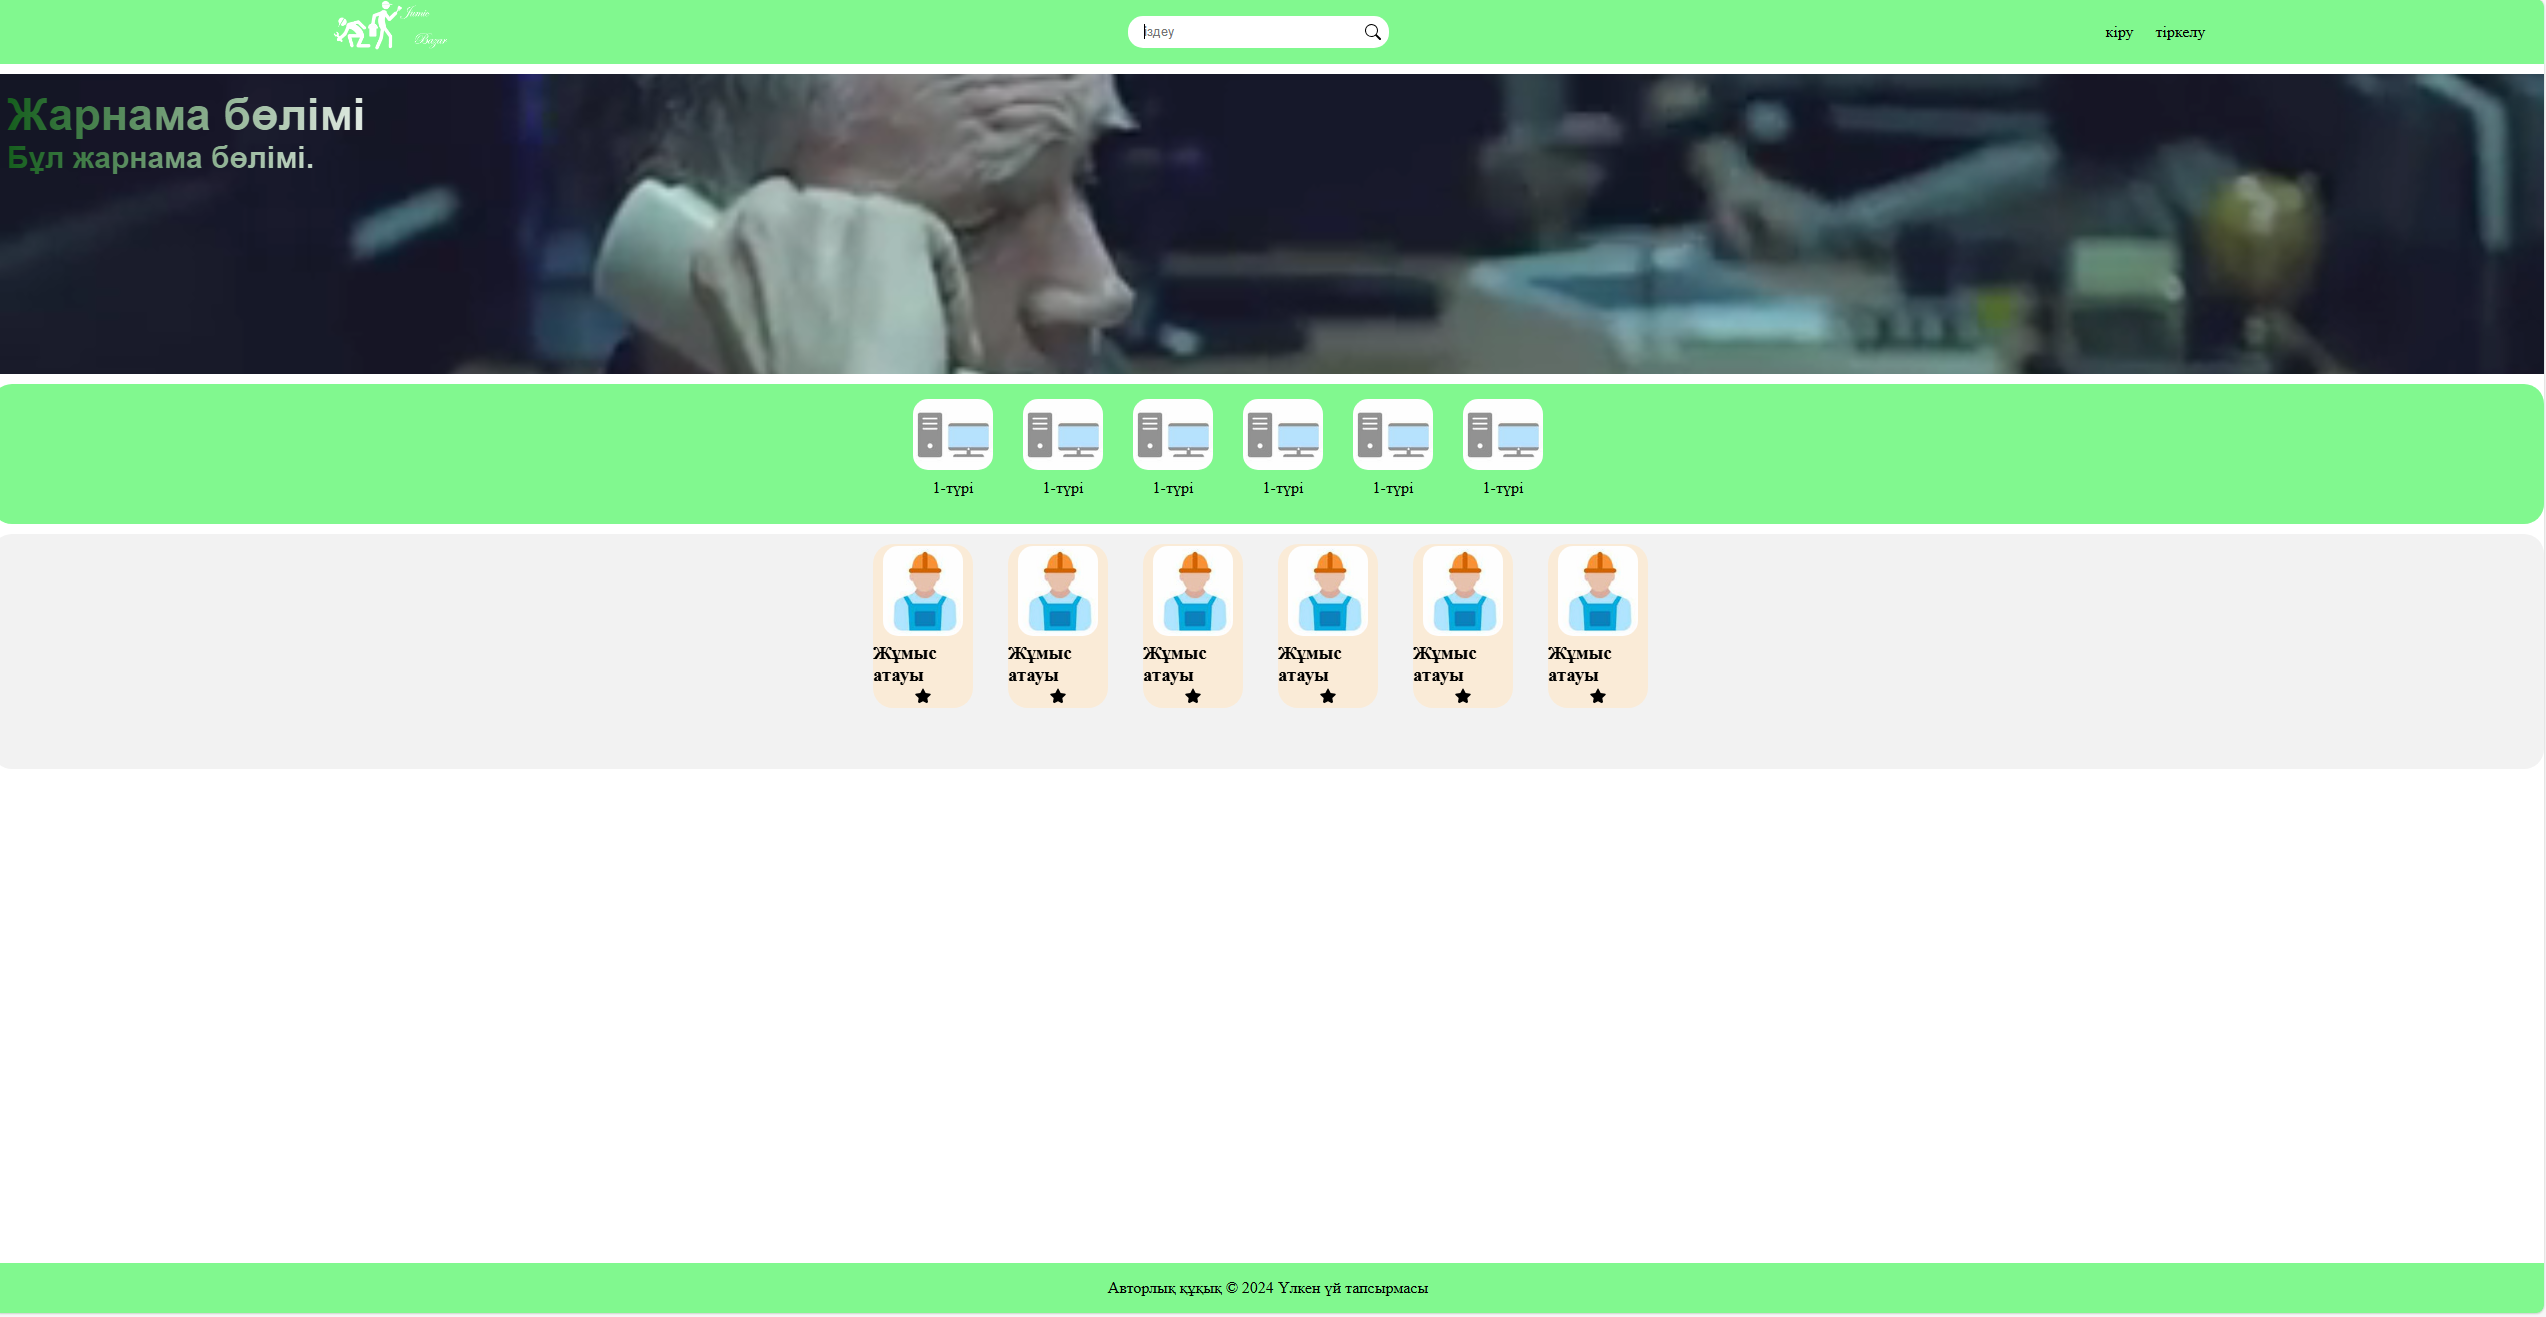 Jumic
Bazar
іздеу
кіру тіркелу
Жарнама бөлімі
Бұл жарнама бөлімі.
1-түрі 1-түрі 1-түрі 1-түрі 1-түрі 1-түрі
Жұмыс атауы Жұмыс атауы Жұмыс атауы Жұмыс атауы Жұмыс атауы Жұмыс атауы
Авторлық құқық © 2024 Үлкен үй тапсырмасы